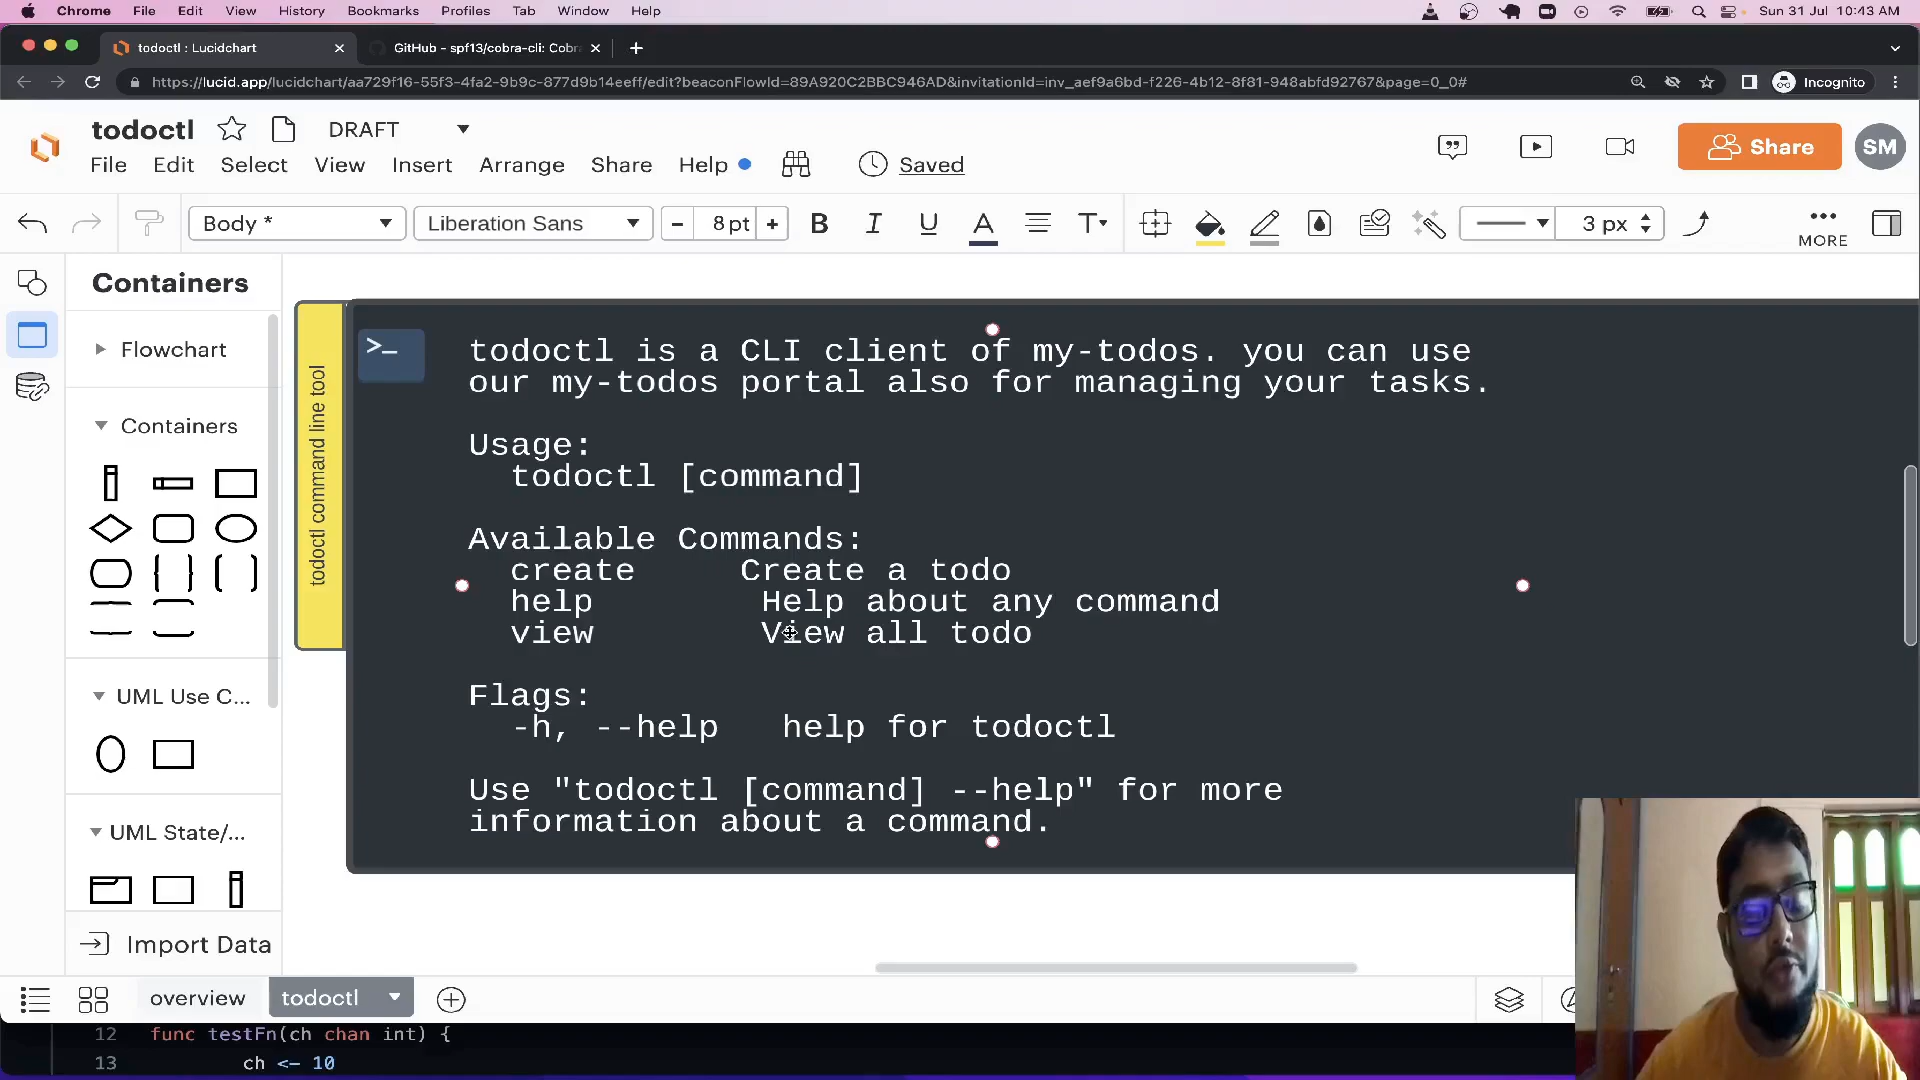 Chrome File Edit View History Bookmarks Profiles Tab Window Help Sun 31 Jul 10:43 AM
todoctl : Lucidchart
GitHub - spf13/cobra-cli: Cobr
https://lucid.app/lucidchart/aa729f16-55f3-4fa2-9b9c-877d9b14eeff/edit?beaconFlowId=89A920C2BBC946AD&invitationId=inv_aef9a6bd-f226-4b12-8f81-948abfd92767&page=0_0# Incognito
todoctl DRAFT
File Edit Select View Insert Arrange Share Help Saved
Share SM
Body * Liberation Sans - 8 pt + B I U A T 3 px MORE
Containers
Flowchart
Containers
UML Use C...
UML State/...
Import Data
todoctl command line tool
>_
todoctl is a CLI client of my-todos. you can use
our my-todos portal also for managing your tasks.
Usage:
todoctl [command]
Available Commands:
create Create a todo
help Help about any command
view View all todo
Flags:
-h, --help help for todoctl
Use "todoctl [command] --help" for more
information about a command.
overview todoctl
12 func testFn(ch chan int) {
13 ch <- 10